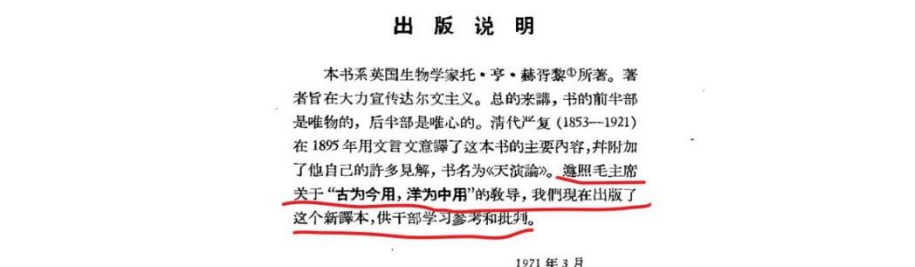 出版说明
本书系英国生物学家托·亨·赫胥黎①所著。著
者旨在大力宣传达尔文主义。总的来講，书的前半部
是唯物的，后半部是唯心的。清代严复（1853—1921）
在1895年用文言文意譯了这本书的主要內容，幷附加
了他自己的許多見解，书名为《天演論》。遵照毛主席
关于“古为今用，洋为中用”的敎导，我們現在出版了
这个新譯本，供干部学习参考和批判。
1971年3月